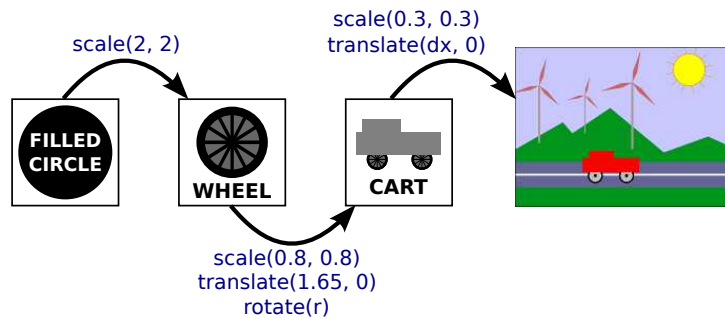 scale(2, 2)
scale(0.3, 0.3)
translate(dx, 0)
FILLED
CIRCLE
WHEEL
CART
scale(0.8, 0.8)
translate(1.65, 0)
rotate(r)